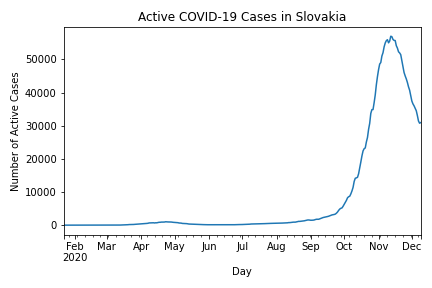 Active COVID-19 Cases in Slovakia
Number of Active Cases
50000
40000
30000
20000
10000
0
Feb Mar Apr May Jun Jul Aug Sep Oct Nov Dec
2020
Day